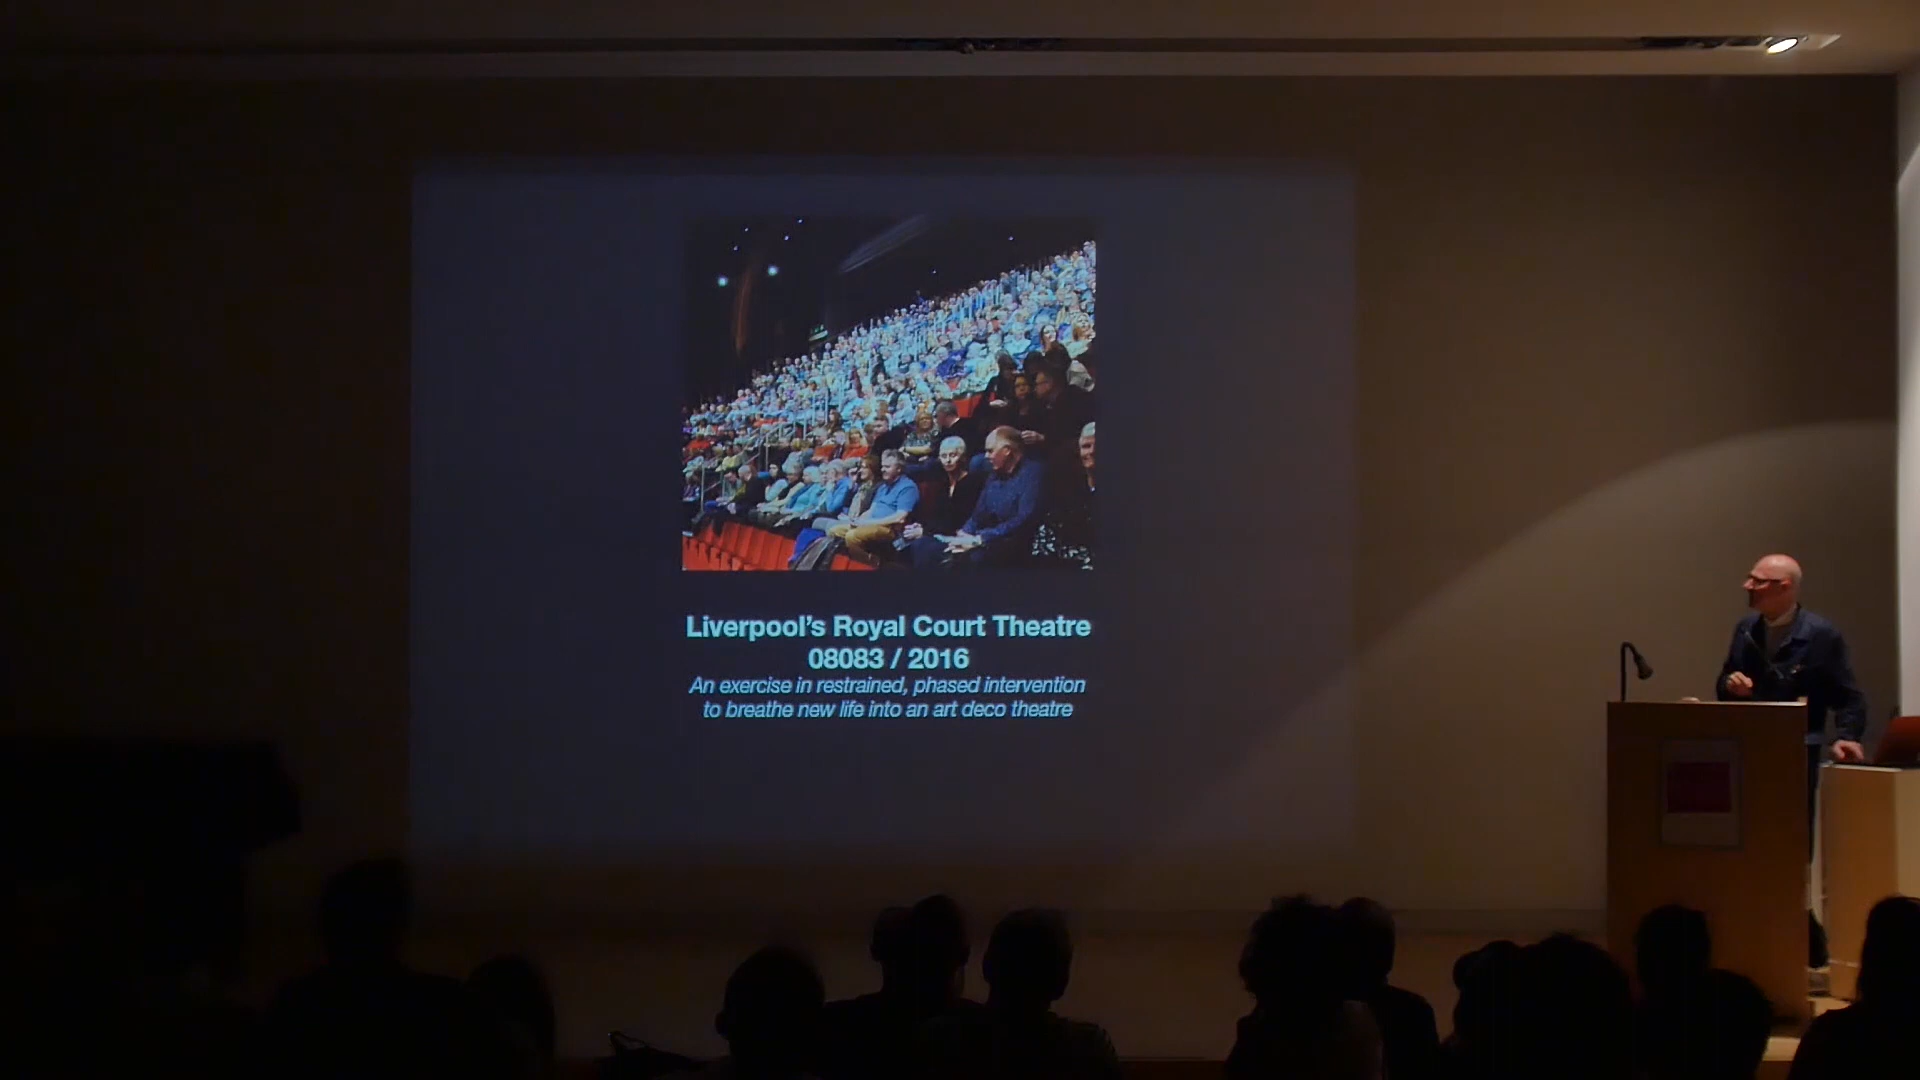 Liverpool's Royal Court Theatre
08083 / 2016
An exercise in restrained, phased intervention
to breathe new life into an art deco theatre